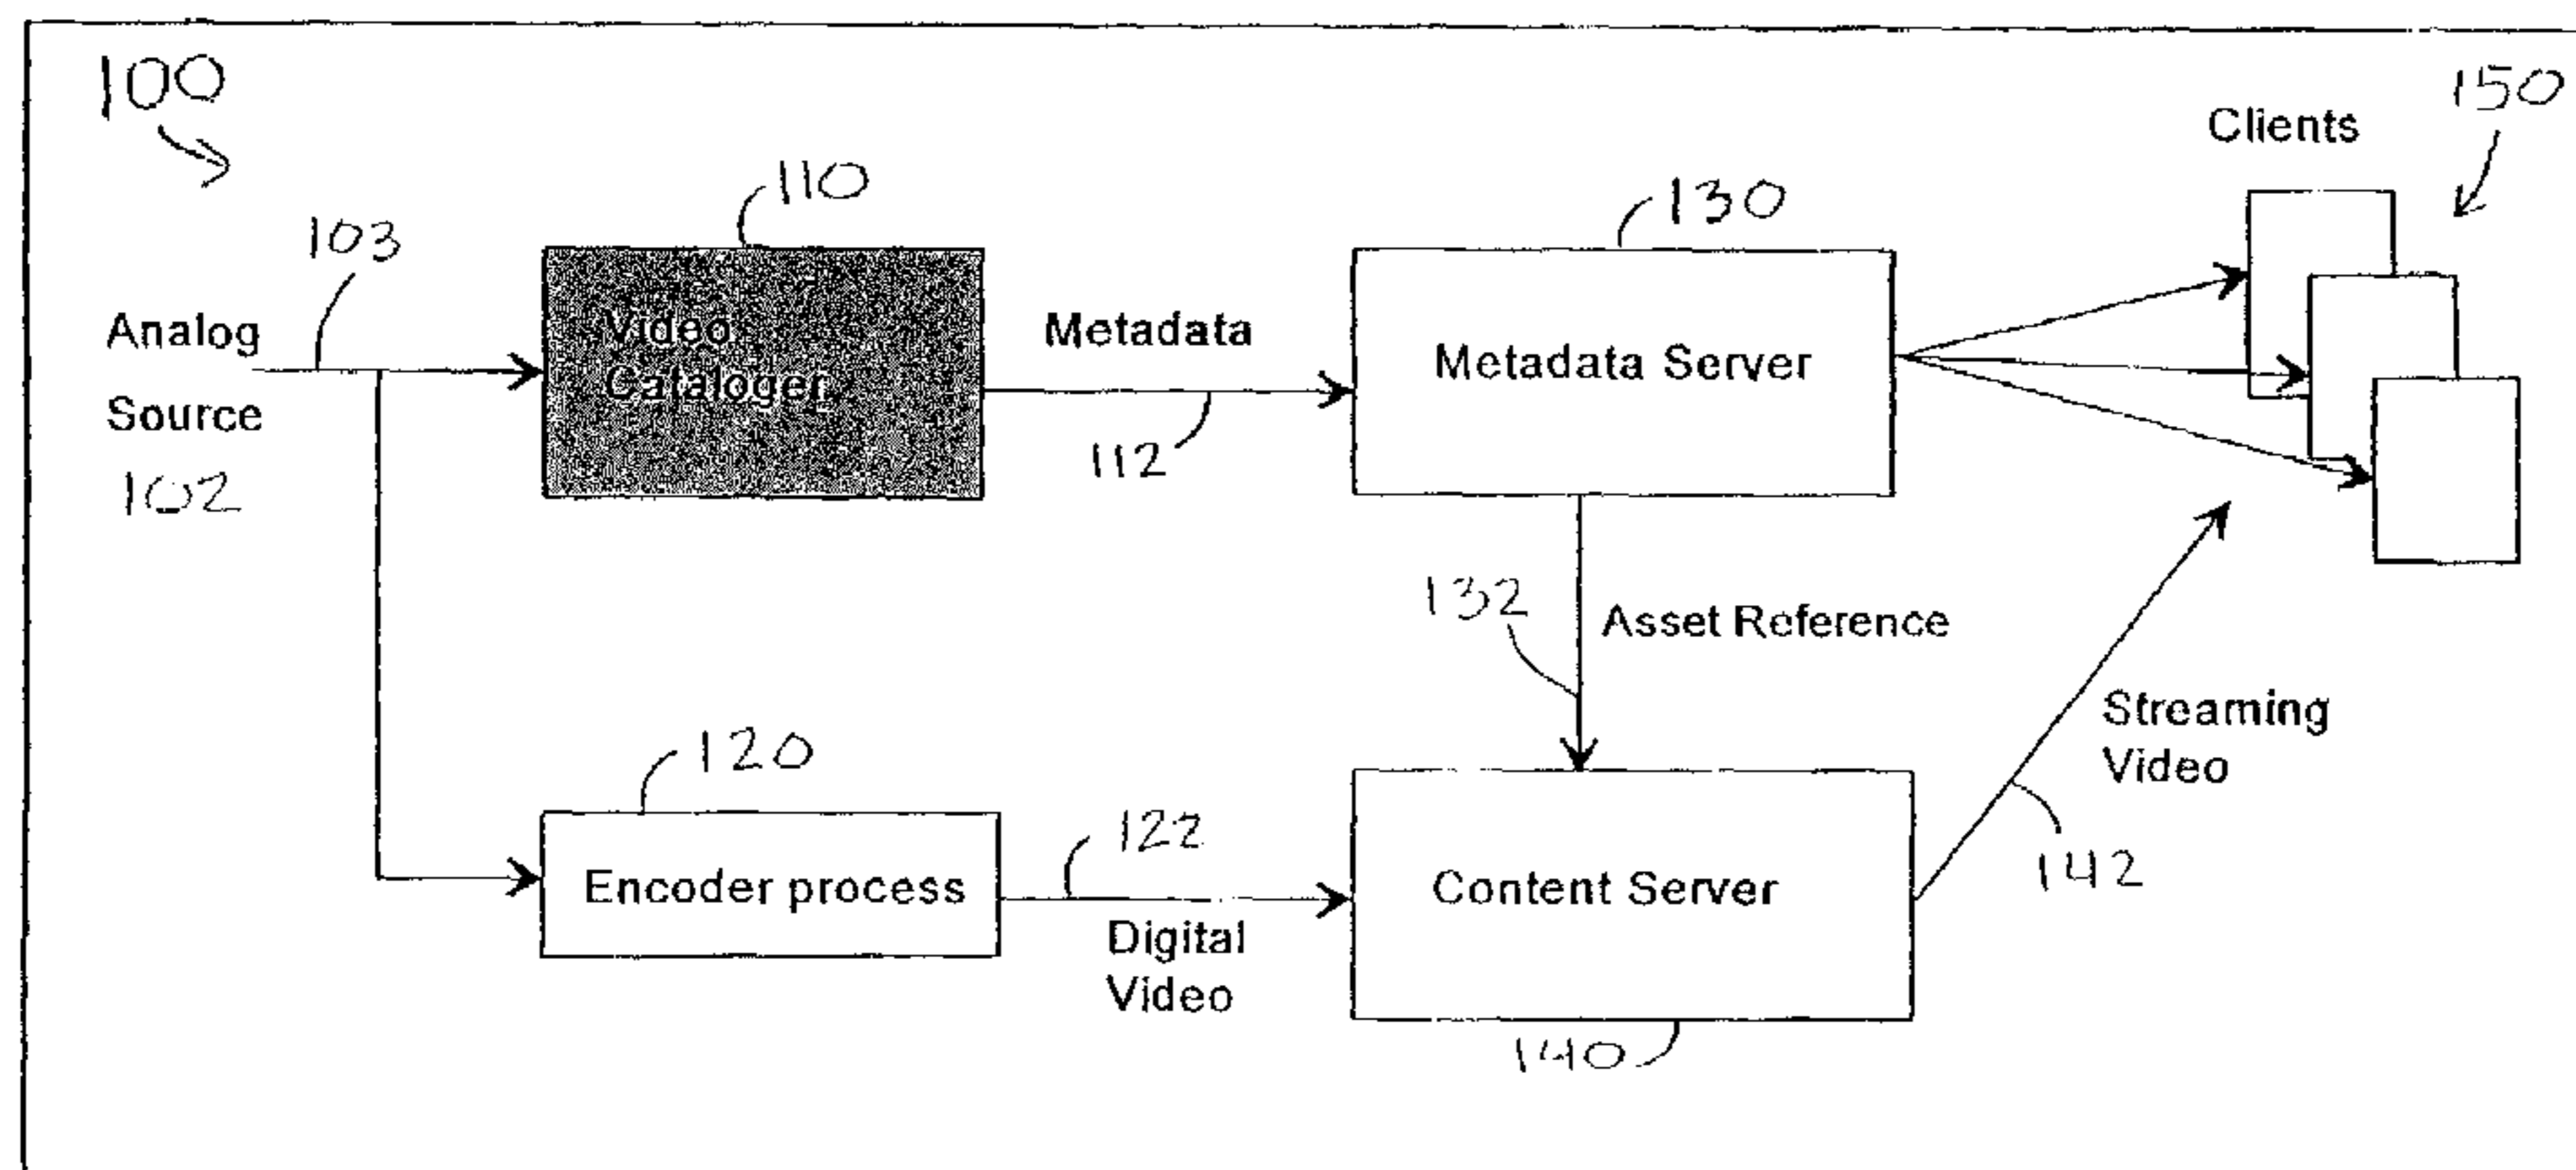 100
150
Clients
110
130
103
Analog
Source
102
Video
Cataloger
Metadata
112
Metadata Server
132
Asset Reference
Streaming
Video
142
120
Encoder process
122
Digital
Video
Content Server
140